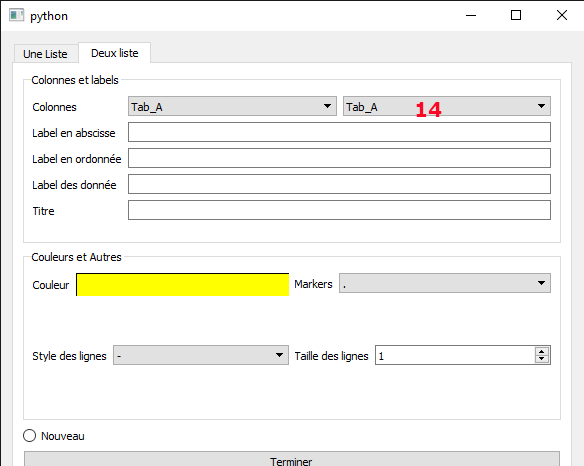 python
Une Liste Deux liste
Colonnes et labels
Colonnes Tab_A Tab_A 14
Label en abscisse
Label en ordonnée
Label des donnée
Titre
Couleurs et Autres
Couleur Markers .
Style des lignes - Taille des lignes 1
Nouveau
Terminer